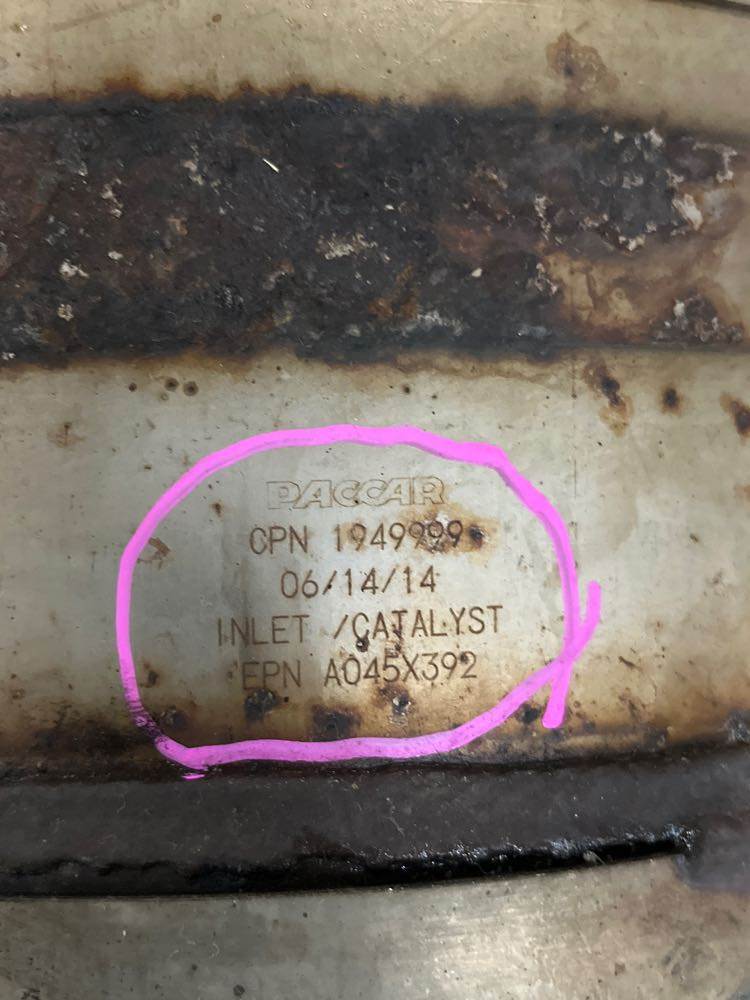 PACCAR
CPN 1949999
06/14/14
INLET /CATALYST
EPN A045X392